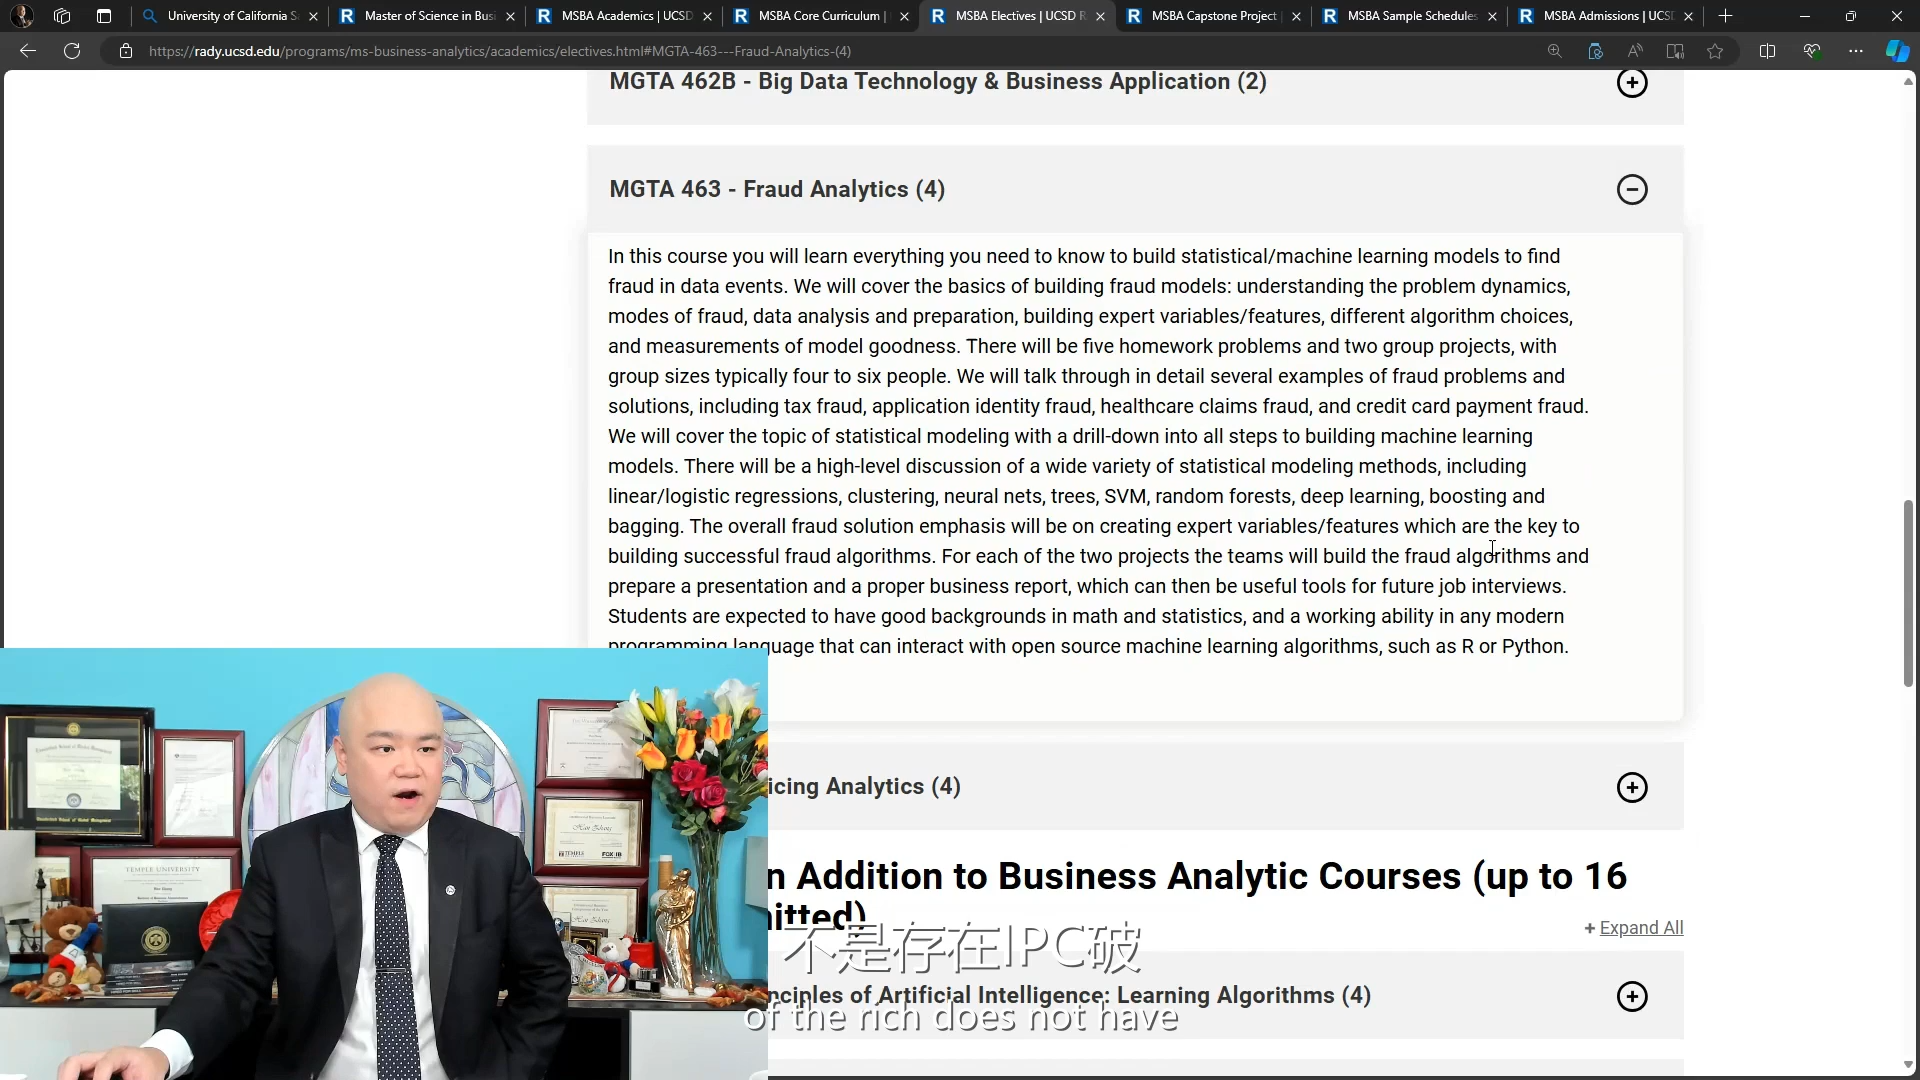 University of California S
Master of Science in Busi
MSBA Academics | UCSD
MSBA Core Curriculum |
MSBA Electives | UCSD R
MSBA Capstone Project
MSBA Sample Schedules
MSBA Admissions | UCS
https://rady.ucsd.edu/programs/ms-business-analytics/academics/electives.html#MGTA-463---Fraud-Analytics-(4)
MGTA 462B - Big Data Technology & Business Application (2)
MGTA 463 - Fraud Analytics (4)
In this course you will learn everything you need to know to build statistical/machine learning models to find
fraud in data events. We will cover the basics of building fraud models: understanding the problem dynamics,
modes of fraud, data analysis and preparation, building expert variables/features, different algorithm choices,
and measurements of model goodness. There will be five homework problems and two group projects, with
group sizes typically four to six people. We will talk through in detail several examples of fraud problems and
solutions, including tax fraud, application identity fraud, healthcare claims fraud, and credit card payment fraud.
We will cover the topic of statistical modeling with a drill-down into all steps to building machine learning
models. There will be a high-level discussion of a wide variety of statistical modeling methods, including
linear/logistic regressions, clustering, neural nets, trees, SVM, random forests, deep learning, boosting and
bagging. The overall fraud solution emphasis will be on creating expert variables/features which are the key to
building successful fraud algorithms. For each of the two projects the teams will build the fraud algorithms and
prepare a presentation and a proper business report, which can then be useful tools for future job interviews.
Students are expected to have good backgrounds in math and statistics, and a working ability in any modern
programming language that can interact with open source machine learning algorithms, such as R or Python.
icing Analytics (4)
n Addition to Business Analytic Courses (up to 16
itted)
+ Expand All
不是存在IPC破
nciples of Artificial Intelligence: Learning Algorithms (4)
of the rich does not have
TEMPLE UNIVERSITY
TEMPLE
FOX·IB